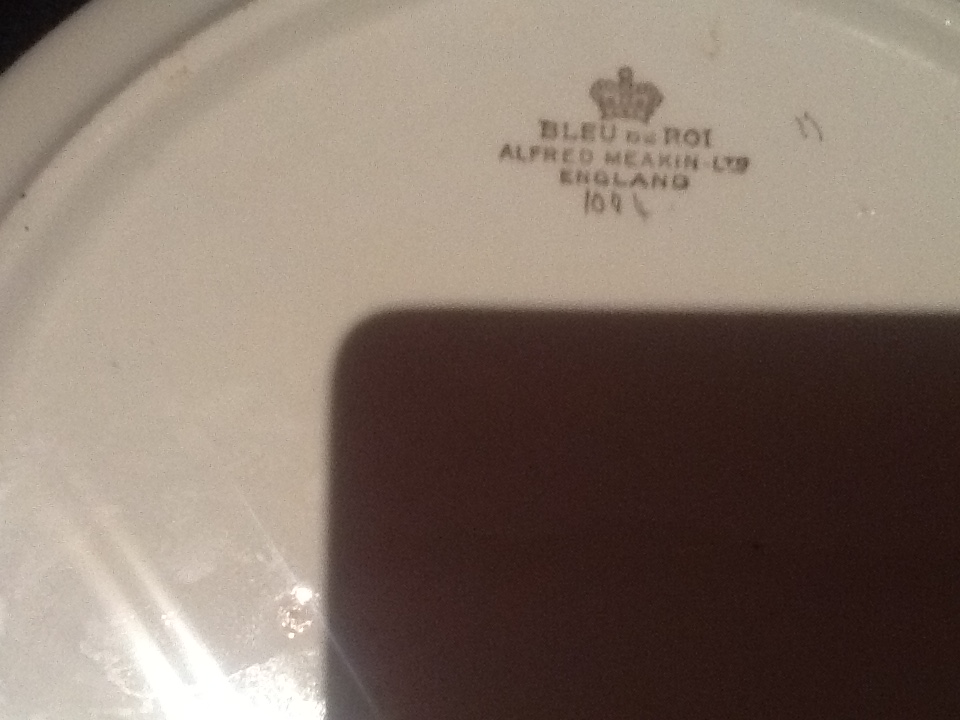 BLEU DE ROI
ALFRED MEAKIN LTD
ENGLAND